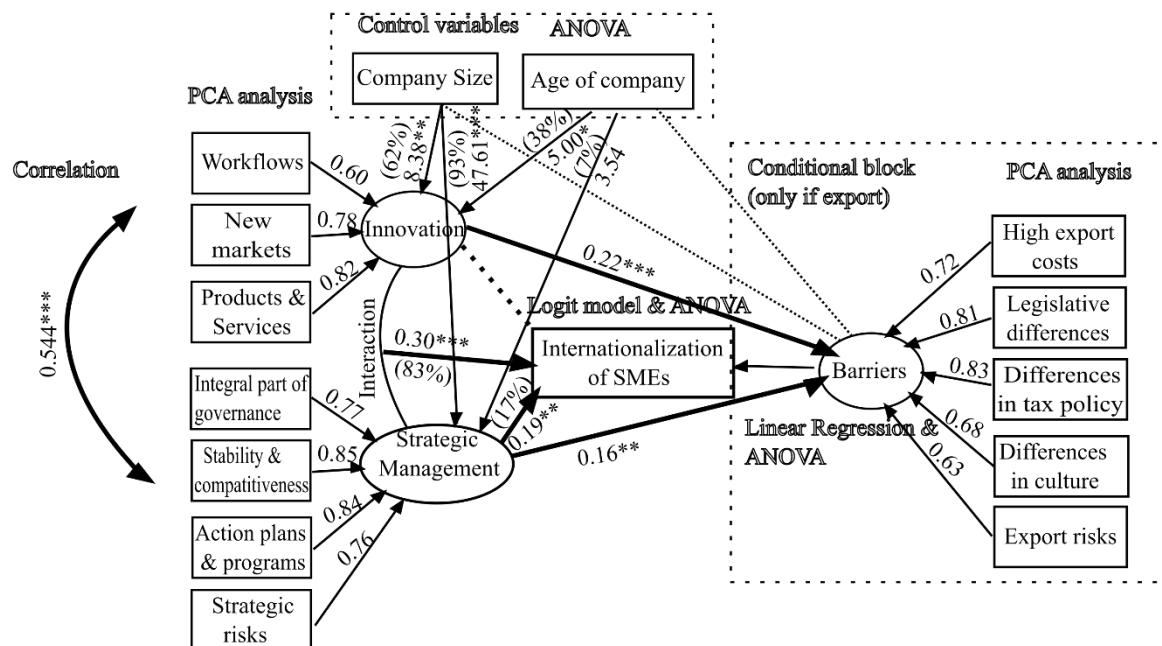 Control variables
ANOVA
Company Size
Age of company
PCA analysis
Correlation
0.544***
Workflows
New
markets
Products &
Services
0.60
0.78
0.82
Innovation
(62%)
8.38**
(93%)
47.61***
(38%)
5.00*
(7%)
3.54
Interaction
0.30***
(83%)
Logit model & ANOVA
Internationalization
of SMEs
0.22***
(17%)
0.19**
0.16**
Integral part of
governance
Stability &
compatitiveness
Action plans
& programs
Strategic
risks
0.77
0.85
0.84
0.76
Strategic
Management
Conditional block
(only if export)
PCA analysis
Barriers
Linear Regression &
ANOVA
0.72
0.81
0.83
0.68
0.63
High export
costs
Legislative
differences
Differences
in tax policy
Differences
in culture
Export risks